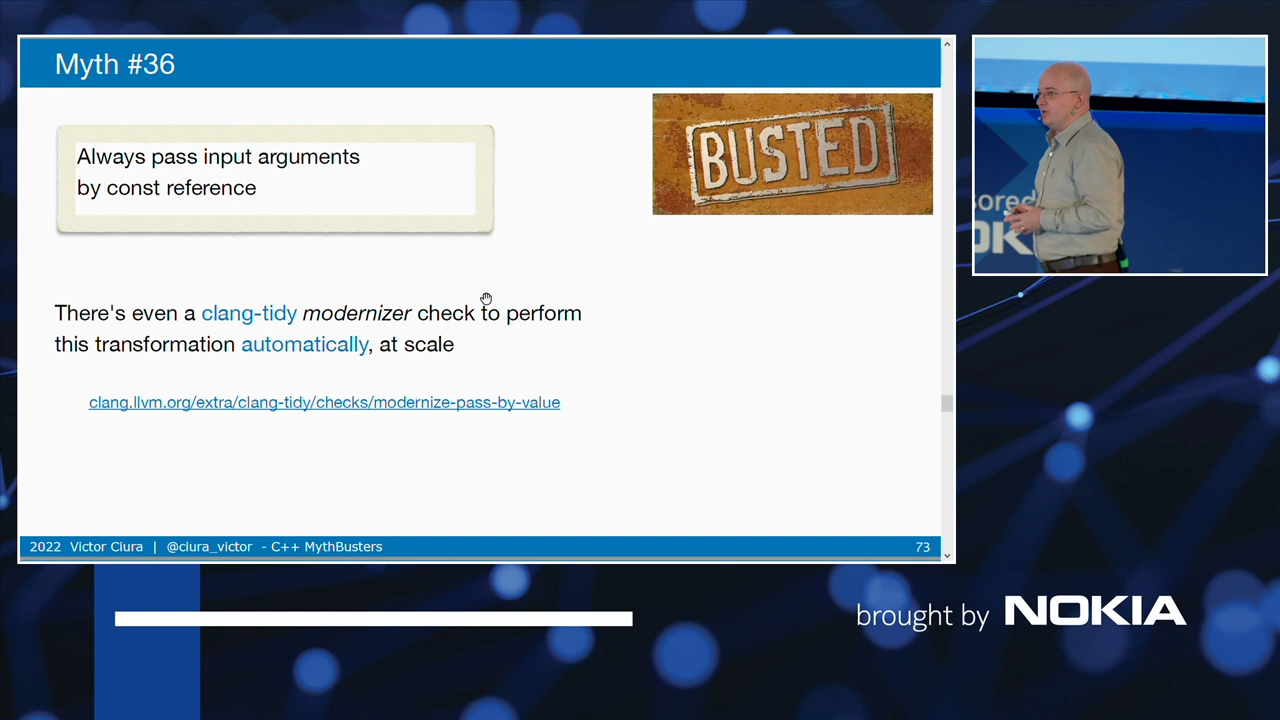 Myth #36
Always pass input arguments
by const reference
BUSTED
There's even a clang-tidy modernizer check to perform
this transformation automatically, at scale
clang.llvm.org/extra/clang-tidy/checks/modernize-pass-by-value
2022 Victor Ciura | @ciura_victor - C++ MythBusters
73
brought by NOKIA